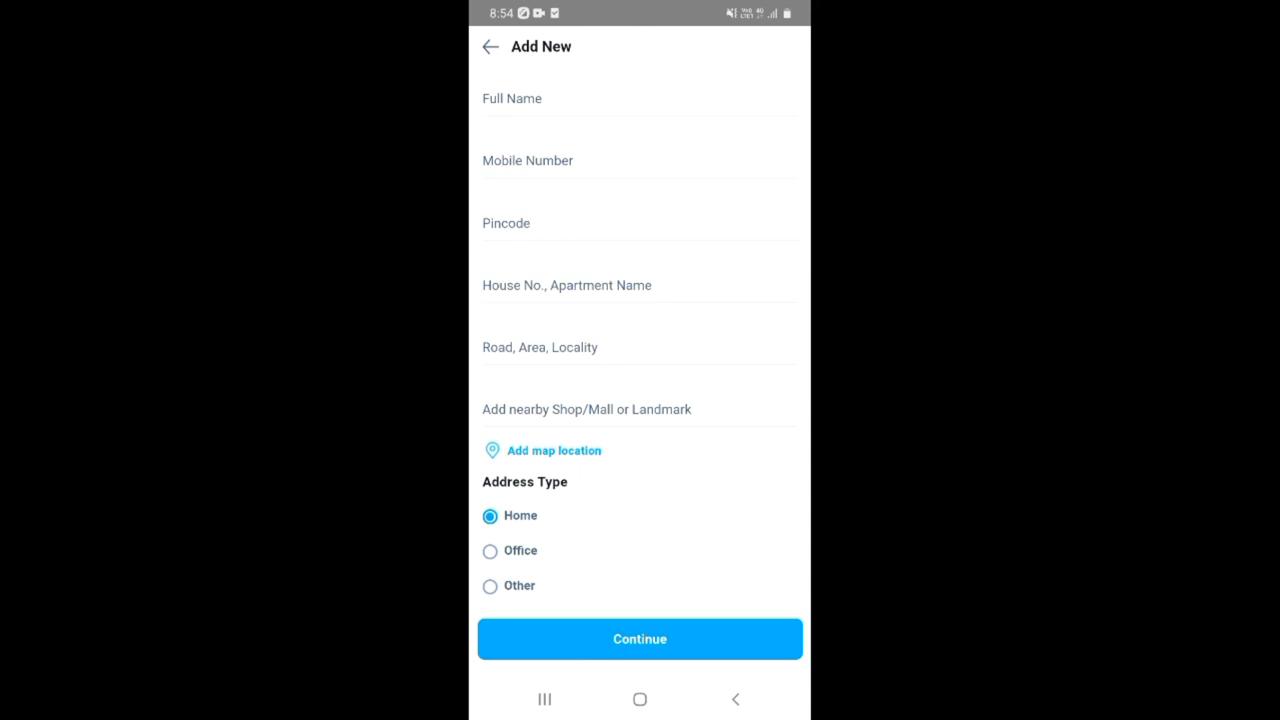 8:54
Add New
Full Name
Mobile Number
Pincode
House No., Apartment Name
Road, Area, Locality
Add nearby Shop/Mall or Landmark
Add map location
Address Type
Home
Office
Other
Continue